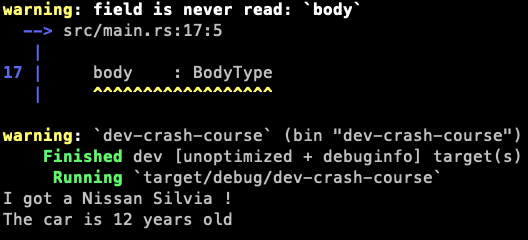 warning: field is never read: `body`
  --> src/main.rs:17:5
   |
17 |     body    : BodyType
   |     ^^^^^^^^^^^^^^^^^^
warning: `dev-crash-course` (bin "dev-crash-course")
    Finished dev [unoptimized + debuginfo] target(s)
     Running `target/debug/dev-crash-course`
I got a Nissan Silvia !
The car is 12 years old